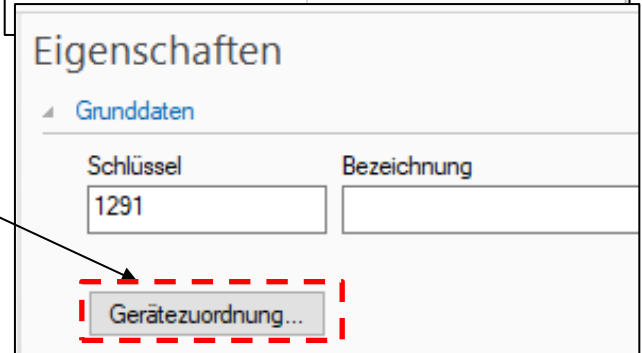 Eigenschaften
Grunddaten
Schlüssel Bezeichnung
1291
Gerätezuordnung...